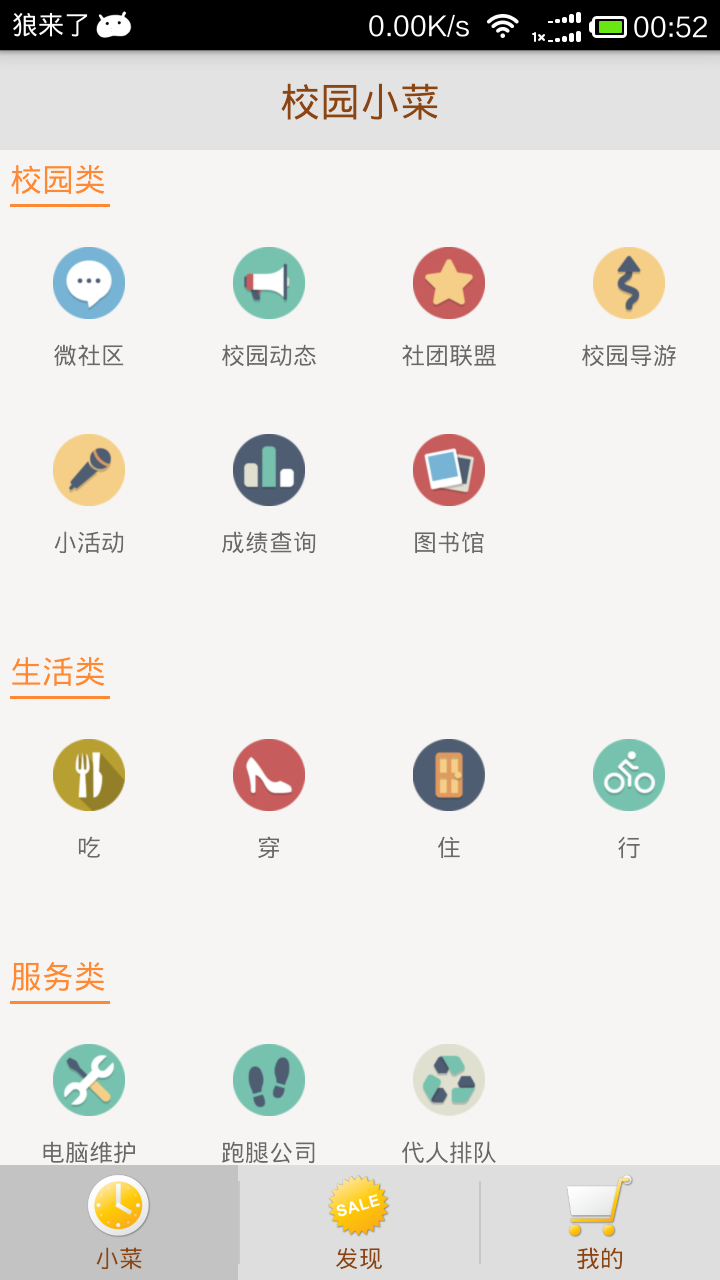 狼来了 0.00K/s 1× 00:52
校园小菜
校园类
微社区 校园动态 社团联盟 校园导游
小活动 成绩查询 图书馆
生活类
吃 穿 住 行
服务类
电脑维护 跑腿公司 代人排队
SALE
小菜 发现 我的